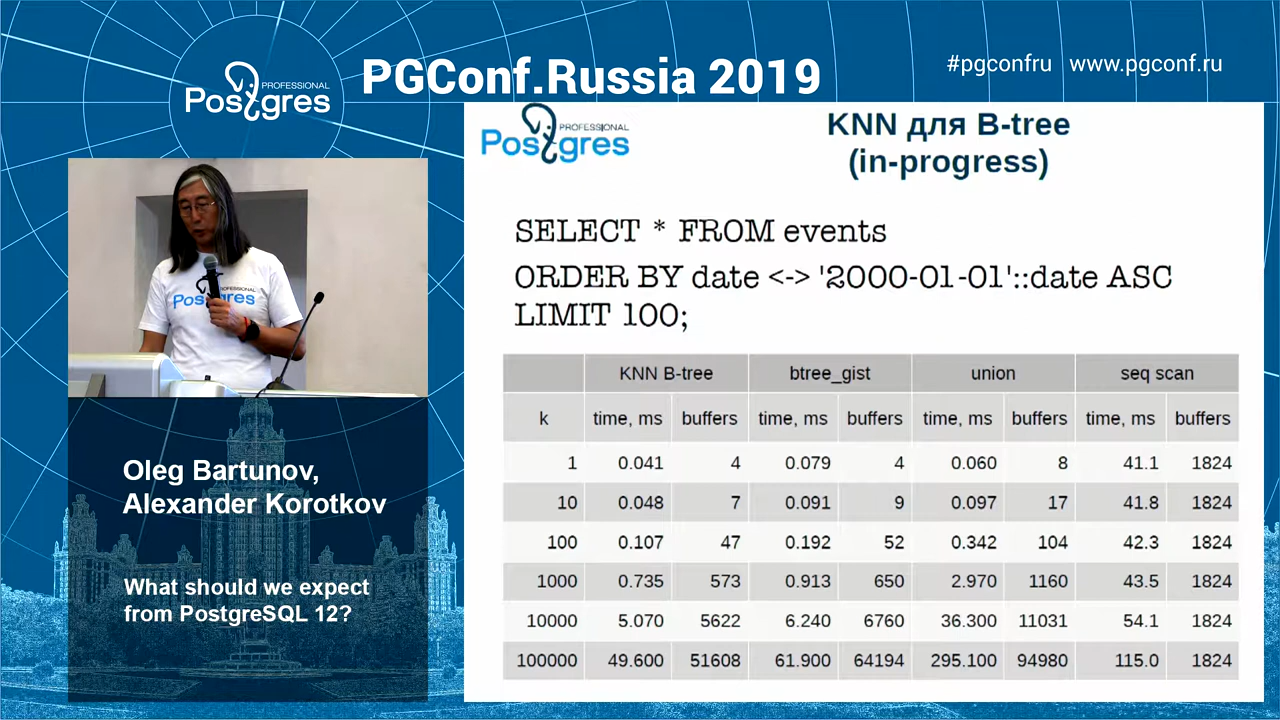 PROFESSIONAL
Postgres
PGConf.Russia 2019
#pgconfru www.pgconf.ru
PROFESSIONAL
Postgres
Oleg Bartunov,
Alexander Korotkov
What should we expect
from PostgreSQL 12?
PROFESSIONAL
Postgres
KNN для B-tree
(in-progress)
SELECT * FROM events
ORDER BY date <-> '2000-01-01'::date ASC
LIMIT 100;
KNN B-tree btree_gist union seq scan
k time, ms buffers time, ms buffers time, ms buffers time, ms buffers
1 0.041 4 0.079 4 0.060 8 41.1 1824
10 0.048 7 0.091 9 0.097 17 41.8 1824
100 0.107 47 0.192 52 0.342 104 42.3 1824
1000 0.735 573 0.913 650 2.970 1160 43.5 1824
10000 5.070 5622 6.240 6760 36.300 11031 54.1 1824
100000 49.600 51608 61.900 64194 295.100 94980 115.0 1824